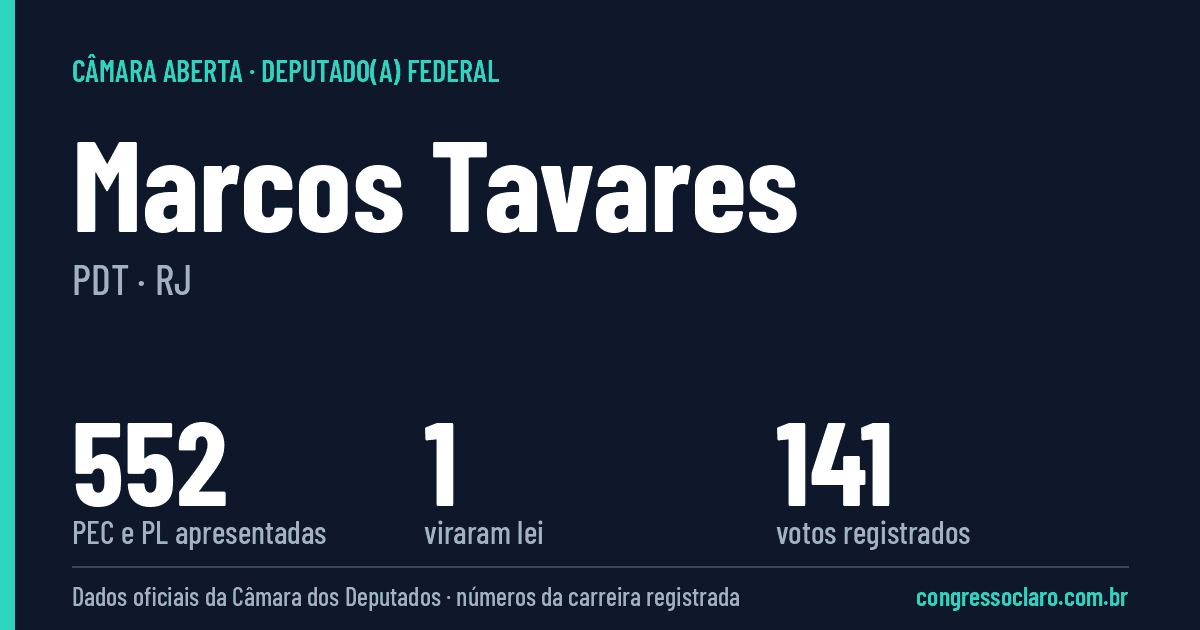 CÂMARA ABERTA · DEPUTADO(A) FEDERAL
Marcos Tavares
PDT · RJ
552 1 141
PEC e PL apresentadas viraram lei votos registrados
Dados oficiais da Câmara dos Deputados · números da carreira registrada congressoclaro.com.br